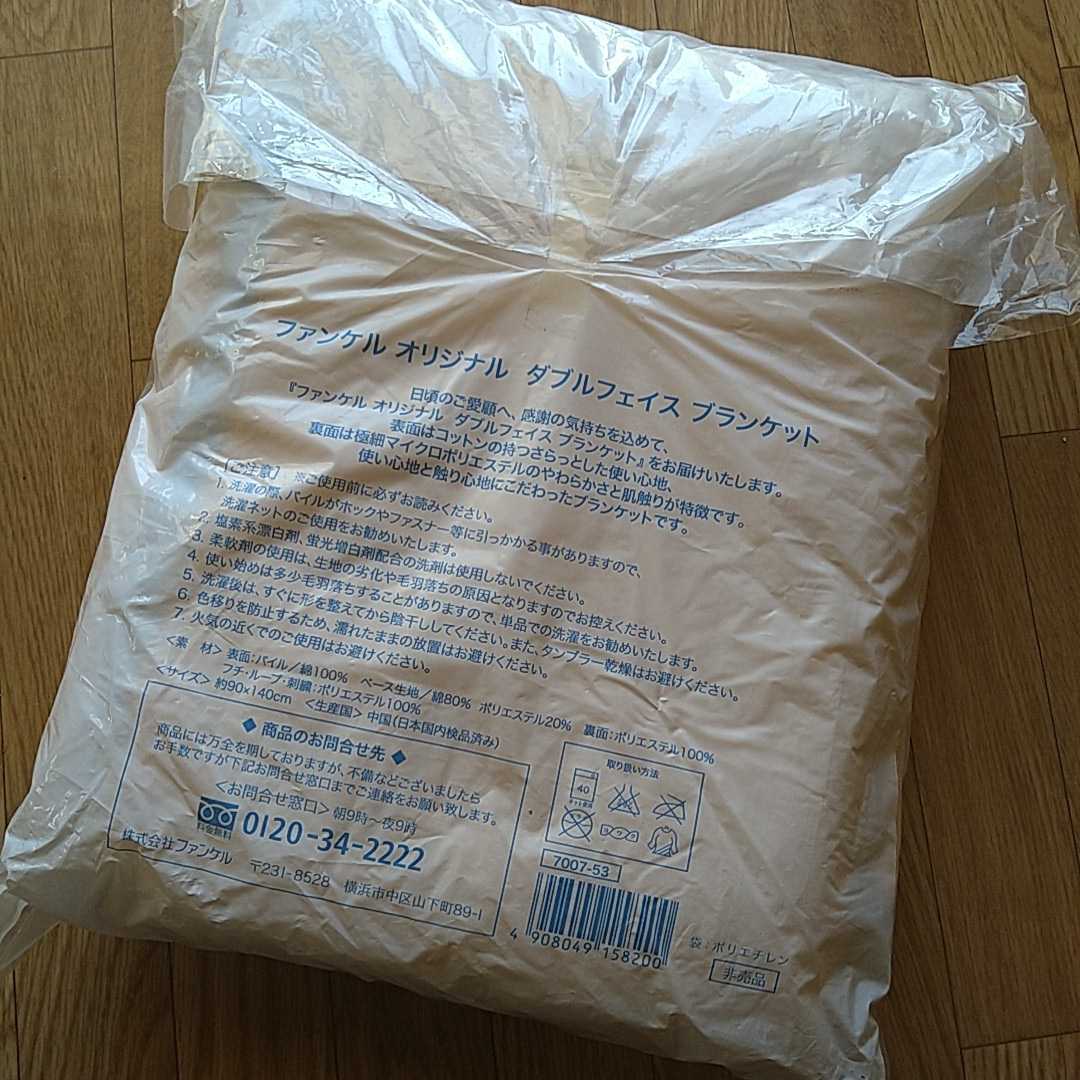 ファンケル オリジナル ダブルフェイス ブランケット
日頃のご愛顧へ、感謝の気持ちを込めて、
『ファンケル オリジナル ダブルフェイス ブランケット』をお届けいたします。
表面はコットンの持つさらっとした使い心地、
裏面は極細マイクロポリエステルのやわらかさと肌触りが特徴です。
使い心地と触り心地にこだわったブランケットです。
〔ご注意〕 ※ご使用前に必ずお読みください。
1. 洗濯の際、パイルがホックやファスナー等に引っかかる事がありますので、
洗濯ネットのご使用をお勧めいたします。
2. 塩素系漂白剤、蛍光増白剤配合の洗剤は使用しないでください。
3. 柔軟剤の使用は、生地の劣化や毛羽落ちの原因となりますのでお控えください。
4. 使い始めは多少毛羽落ちすることがありますので、単品での洗濯をお勧めいたします。
5. 洗濯後は、すぐに形を整えてから陰干ししてください。また、タンブラー乾燥はお避けください。
6. 色移りを防止するため、濡れたままの放置はお避けください。
7. 火気の近くでのご使用はお避けください。
<素 材> 表面:パイル/綿100% ベース生地/綿80% ポリエステル20% 裏面:ポリエステル100%
フチ・ループ・刺繍:ポリエステル100%
<サイズ> 約90×140cm <生産国> 中国(日本国内検品済み)
◆ 商品のお問合せ先 ◆
商品には万全を期しておりますが、不備などございましたら
お手数ですが下記お問合せ窓口までご連絡をお願い致します。
<お問合せ窓口> 朝9時〜夜9時
料金無料 0120-34-2222
株式会社ファンケル 〒231-8528 横浜市中区山下町89-1
取り扱い方法
40
ネット使用
7007-53
4 908049 158200
袋:ポリエチレン
非売品